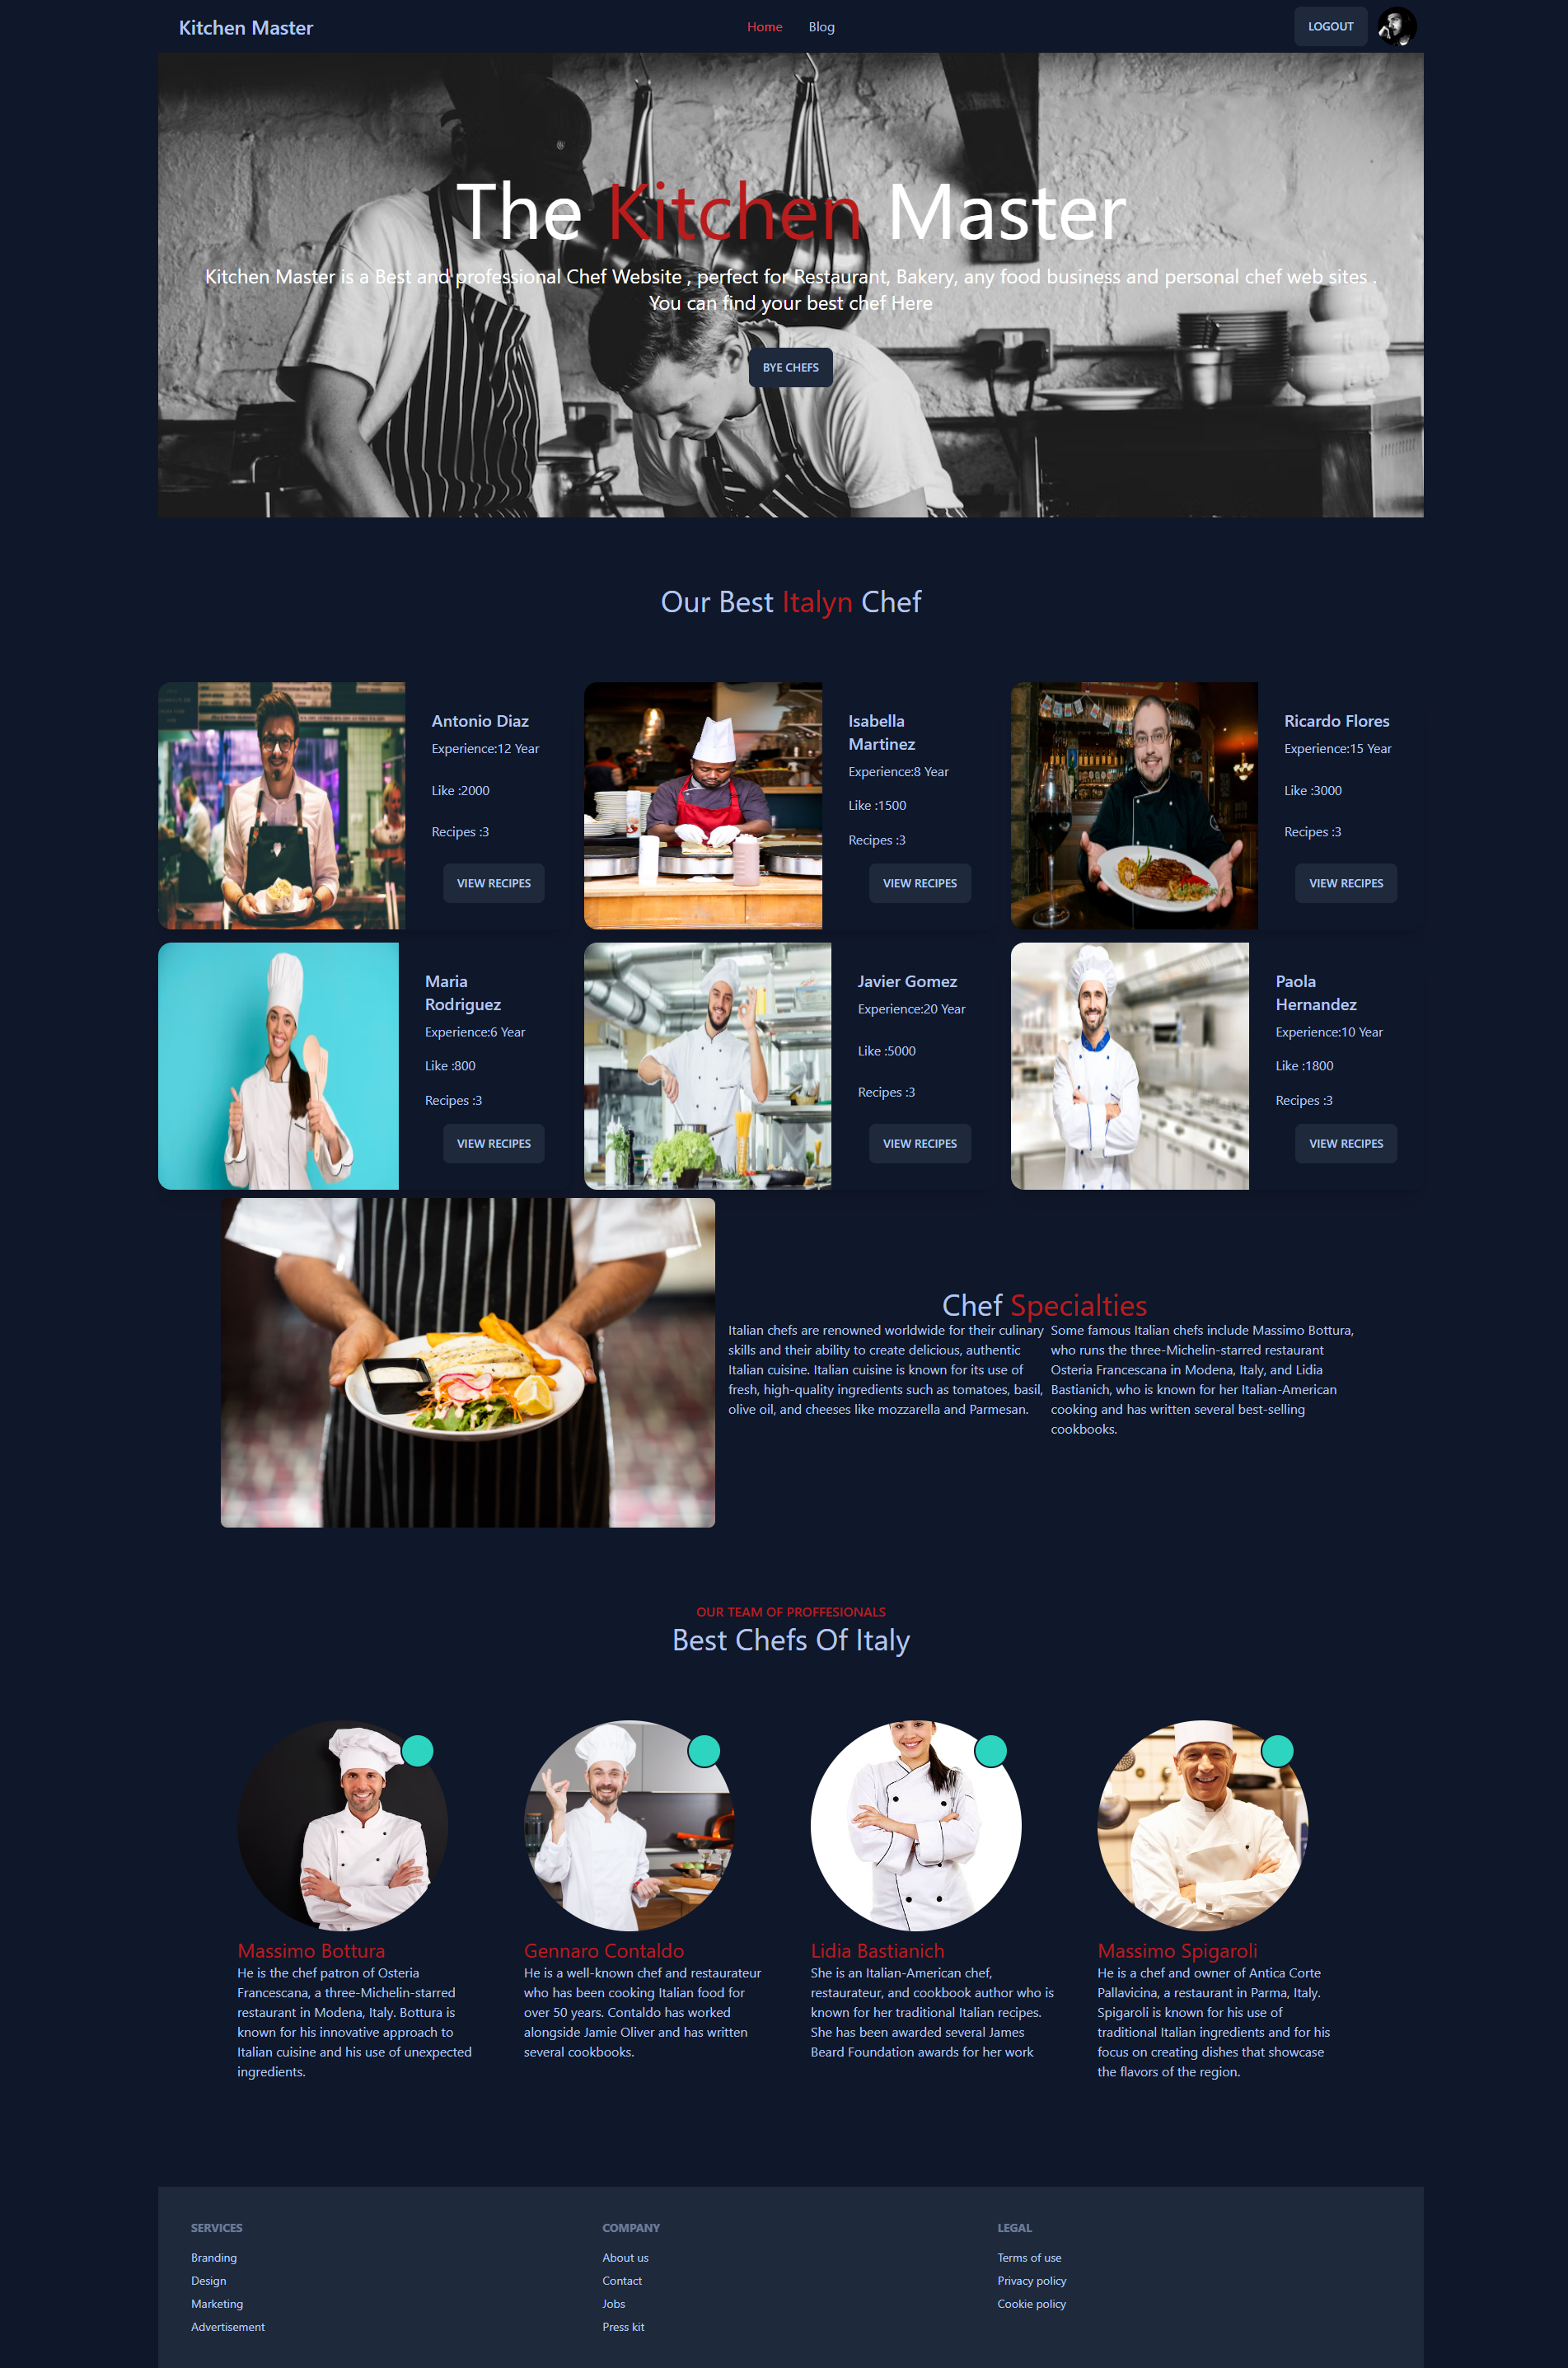 Kitchen Master
Home
Blog
LOGOUT
The Kitchen Master
Kitchen Master is a Best and professional Chef Website , perfect for Restaurant, Bakery, any food business and personal chef web sites .
You can find your best chef Here
BYE CHEFS
Our Best Italyn Chef
Antonio Diaz
Experience:12 Year
Like :2000
Recipes :3
VIEW RECIPES
Isabella
Martinez
Experience:8 Year
Like :1500
Recipes :3
VIEW RECIPES
Ricardo Flores
Experience:15 Year
Like :3000
Recipes :3
VIEW RECIPES
Maria
Rodriguez
Experience:6 Year
Like :800
Recipes :3
VIEW RECIPES
Javier Gomez
Experience:20 Year
Like :5000
Recipes :3
VIEW RECIPES
Paola
Hernandez
Experience:10 Year
Like :1800
Recipes :3
VIEW RECIPES
Chef Specialties
Italian chefs are renowned worldwide for their culinary
skills and their ability to create delicious, authentic
Italian cuisine. Italian cuisine is known for its use of
fresh, high-quality ingredients such as tomatoes, basil,
olive oil, and cheeses like mozzarella and Parmesan.
Some famous Italian chefs include Massimo Bottura,
who runs the three-Michelin-starred restaurant
Osteria Francescana in Modena, Italy, and Lidia
Bastianich, who is known for her Italian-American
cooking and has written several best-selling
cookbooks.
OUR TEAM OF PROFFESIONALS
Best Chefs Of Italy
Massimo Bottura
He is the chef patron of Osteria
Francescana, a three-Michelin-starred
restaurant in Modena, Italy. Bottura is
known for his innovative approach to
Italian cuisine and his use of unexpected
ingredients.
Gennaro Contaldo
He is a well-known chef and restaurateur
who has been cooking Italian food for
over 50 years. Contaldo has worked
alongside Jamie Oliver and has written
several cookbooks.
Lidia Bastianich
She is an Italian-American chef,
restaurateur, and cookbook author who is
known for her traditional Italian recipes.
She has been awarded several James
Beard Foundation awards for her work
Massimo Spigaroli
He is a chef and owner of Antica Corte
Pallavicina, a restaurant in Parma, Italy.
Spigaroli is known for his use of
traditional Italian ingredients and for his
focus on creating dishes that showcase
the flavors of the region.
SERVICES
Branding
Design
Marketing
Advertisement
COMPANY
About us
Contact
Jobs
Press kit
LEGAL
Terms of use
Privacy policy
Cookie policy